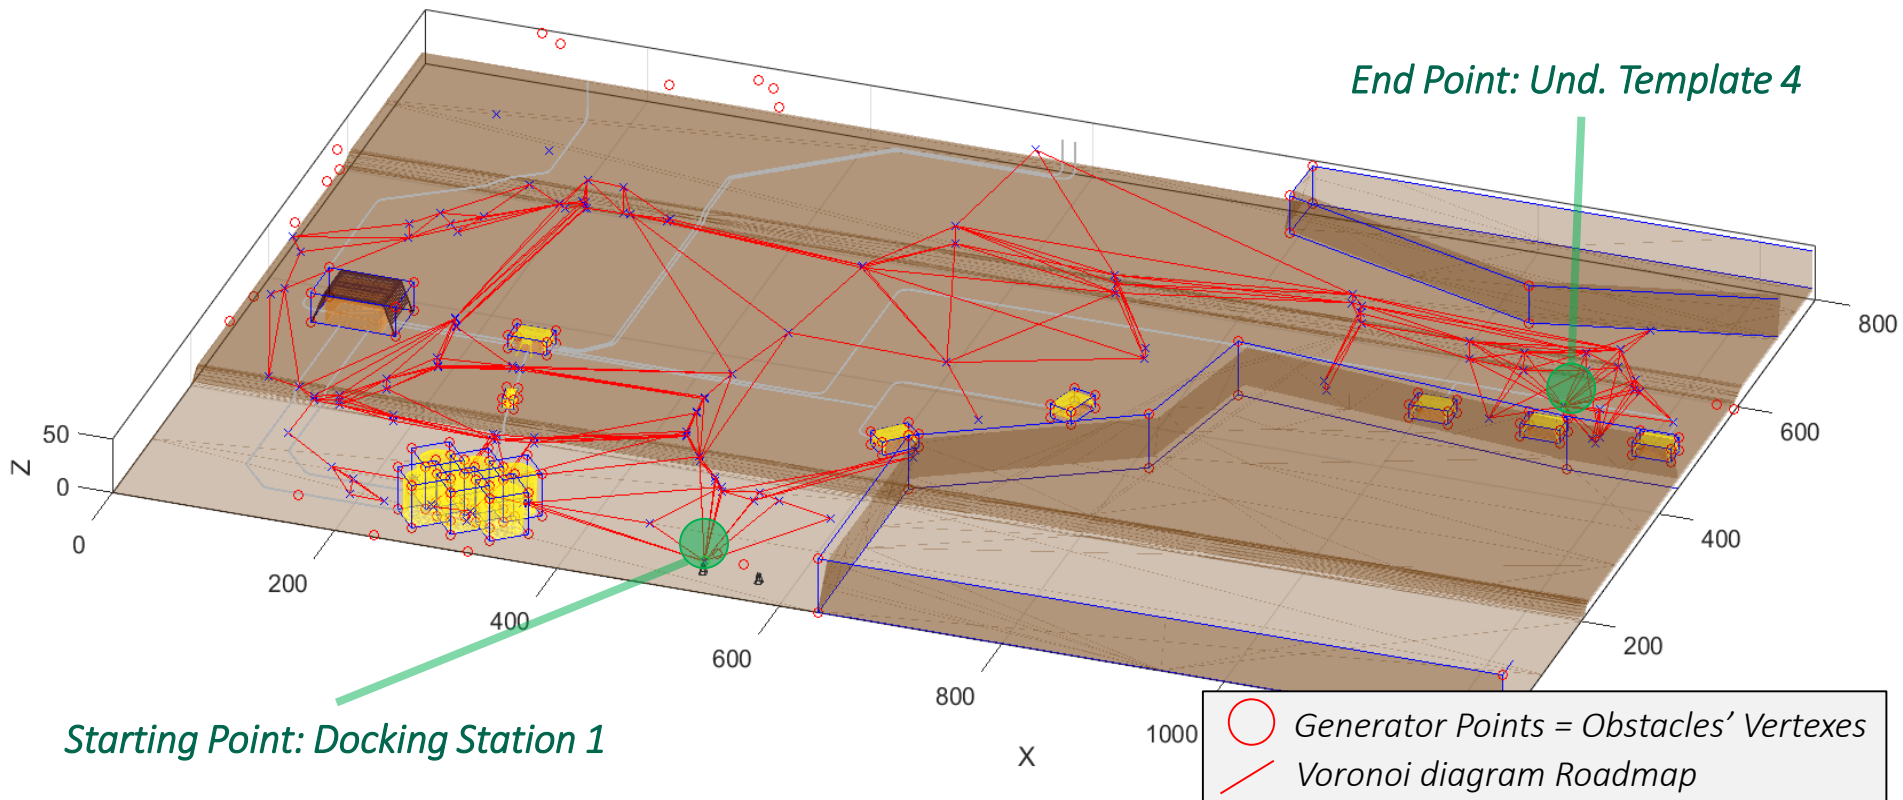 End Point: Und. Template 4
800
600
50
Z
0
400
0
200
400
200
600
800
Starting Point: Docking Station 1
1000
X
Generator Points = Obstacles’ Vertexes
Voronoi diagram Roadmap